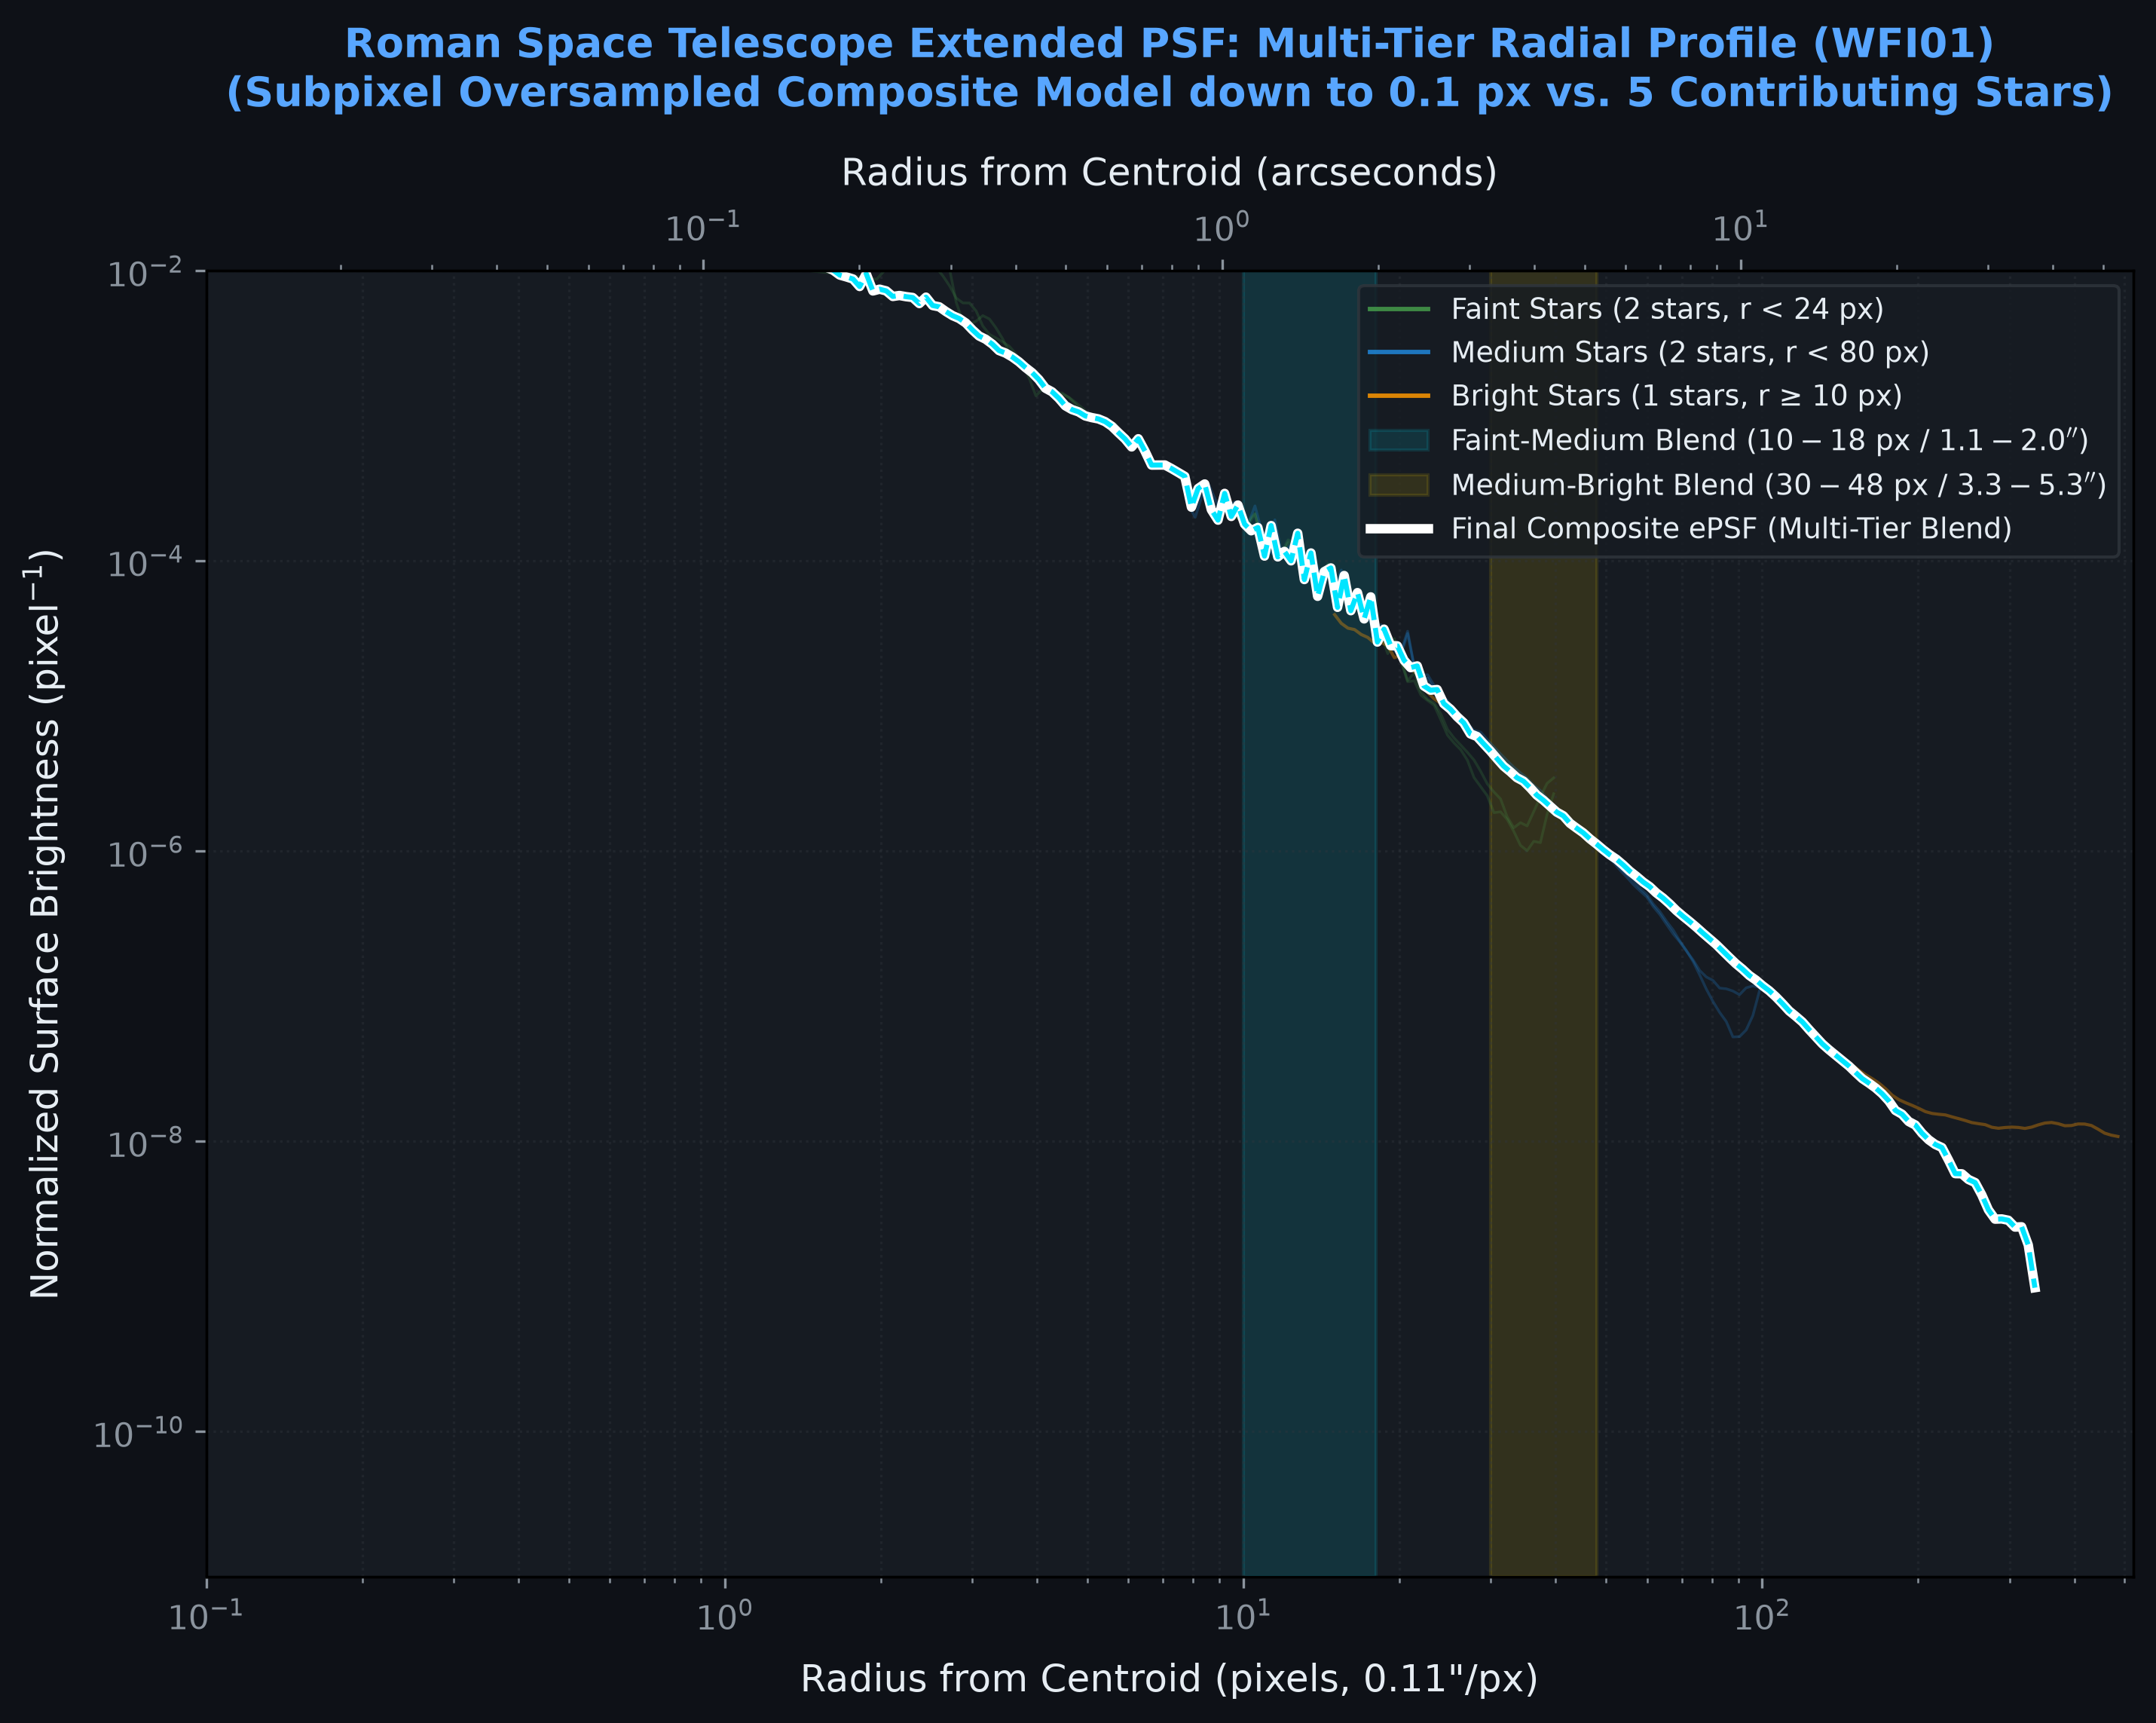 Roman Space Telescope Extended PSF: Multi-Tier Radial Profile (WFI01)
(Subpixel Oversampled Composite Model down to 0.1 px vs. 5 Contributing Stars)
Radius from Centroid (arcseconds)
10⁻¹ 10⁰ 10¹
Faint Stars (2 stars, r < 24 px)
Medium Stars (2 stars, r < 80 px)
Bright Stars (1 stars, r ≥ 10 px)
Faint-Medium Blend (10 − 18 px / 1.1 − 2.0″)
Medium-Bright Blend (30 − 48 px / 3.3 − 5.3″)
Final Composite ePSF (Multi-Tier Blend)
Normalized Surface Brightness (pixel⁻¹)
10⁻²
10⁻⁴
10⁻⁶
10⁻⁸
10⁻¹⁰
10⁻¹ 10⁰ 10¹ 10²
Radius from Centroid (pixels, 0.11"/px)